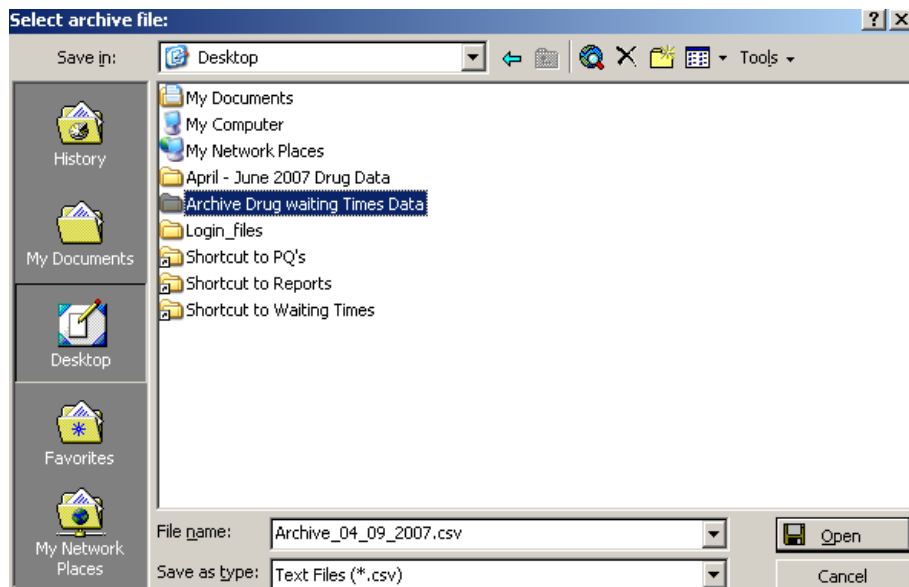 Select archive file:
Save in:
Desktop
Tools
History
My Documents
Desktop
Favorites
My Network
Places
My Documents
My Computer
My Network Places
April - June 2007 Drug Data
Archive Drug waiting Times Data
Login_files
Shortcut to PQ's
Shortcut to Reports
Shortcut to Waiting Times
File name:
Archive_04_09_2007.csv
Open
Save as type:
Text Files (*.csv)
Cancel